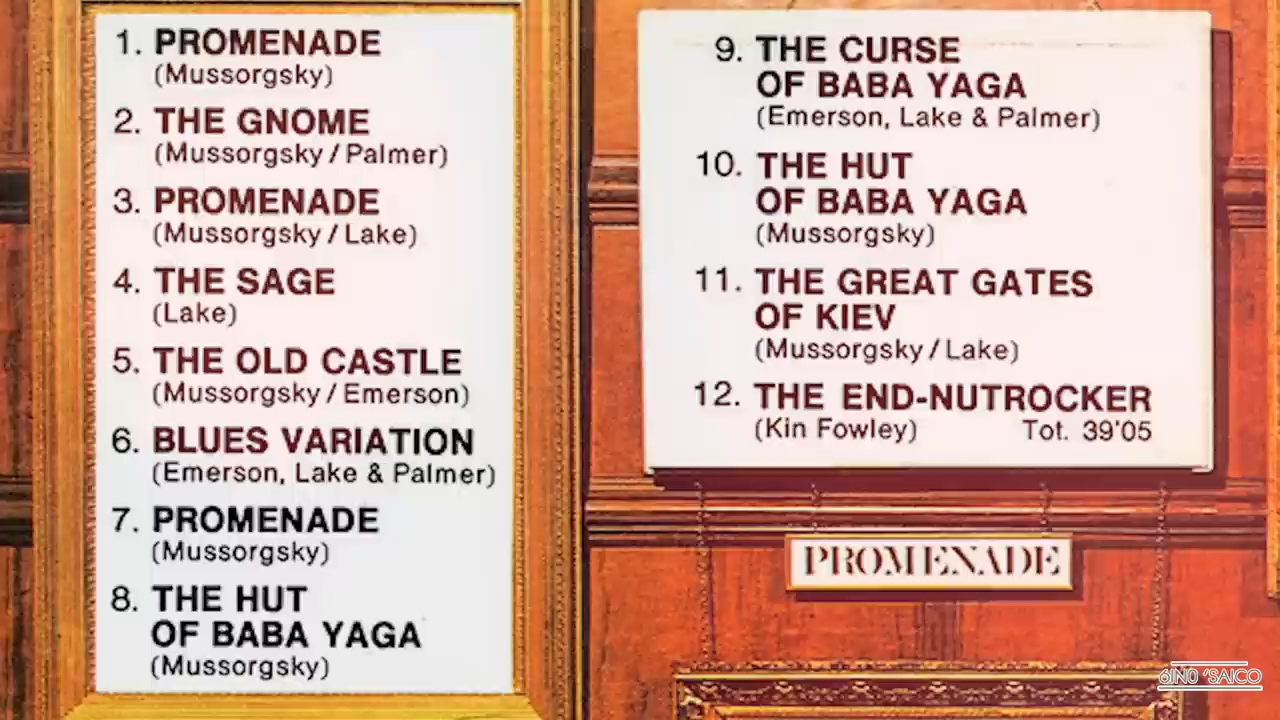 1. PROMENADE
(Mussorgsky)
2. THE GNOME
(Mussorgsky / Palmer)
3. PROMENADE
(Mussorgsky / Lake)
4. THE SAGE
(Lake)
5. THE OLD CASTLE
(Mussorgsky / Emerson)
6. BLUES VARIATION
(Emerson, Lake & Palmer)
7. PROMENADE
(Mussorgsky)
8. THE HUT
OF BABA YAGA
(Mussorgsky)
9. THE CURSE
OF BABA YAGA
(Emerson, Lake & Palmer)
10. THE HUT
OF BABA YAGA
(Mussorgsky)
11. THE GREAT GATES
OF KIEV
(Mussorgsky / Lake)
12. THE END-NUTROCKER
(Kin Fowley) Tot. 39'05
PROMENADE
GINO 'SAICO